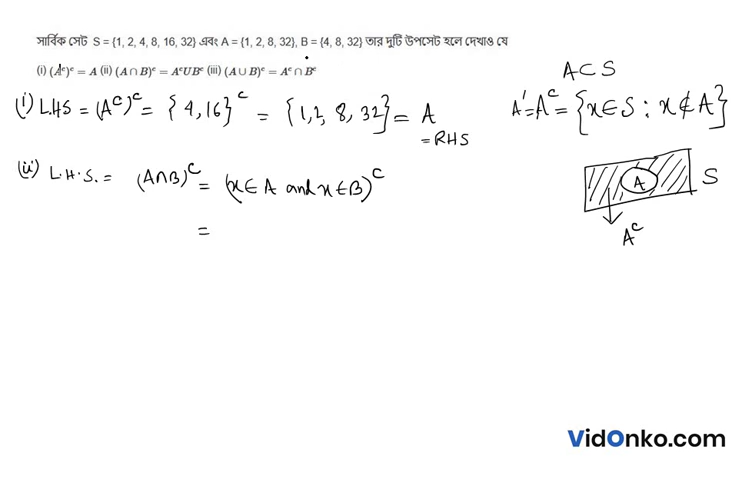 সার্বিক সেট S = {1, 2, 4, 8, 16, 32} এবং A = {1, 2, 8, 32}, B = {4, 8, 32} তার দুটি উপসেট হলে দেখাও যে
(i) (Aᶜ)ᶜ = A (ii) (A ∩ B)ᶜ = AᶜUBᶜ (iii) (A ∪ B)ᶜ = Aᶜ ∩ Bᶜ
A⊂S
(i) L.HS = (Aᶜ)ᶜ = {4, 16}ᶜ = {1, 2, 8, 32} = A
= RHS
A' = Aᶜ = {x∈S : x∉A}
(ii) L.H.S. = (A∩B)ᶜ = (x∈A and x∈B)ᶜ
=
A S
Aᶜ
VidOnko.com